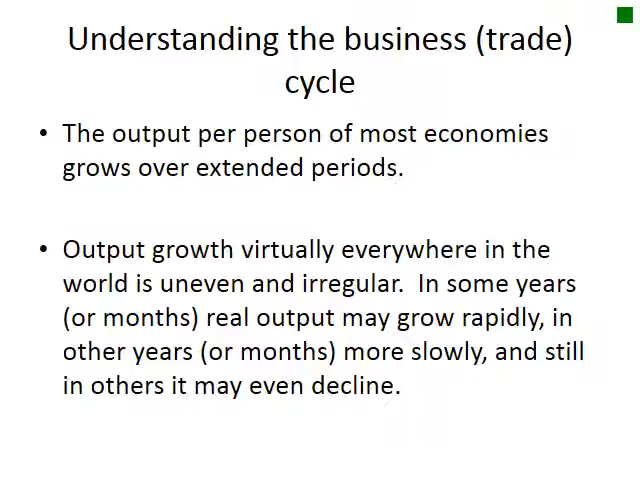 Understanding the business (trade)
cycle
• The output per person of most economies
grows over extended periods.
• Output growth virtually everywhere in the
world is uneven and irregular.  In some years
(or months) real output may grow rapidly, in
other years (or months) more slowly, and still
in others it may even decline.